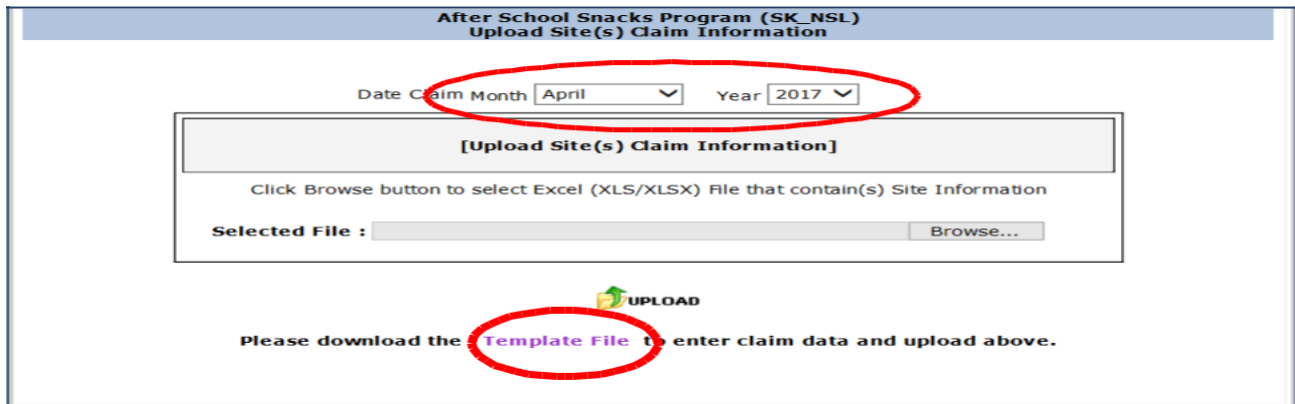 After School Snacks Program (SK_NSL)
Upload Site(s) Claim Information
Date Claim Month April Year 2017
[Upload Site(s) Claim Information]
Click Browse button to select Excel (XLS/XLSX) File that contain(s) Site Information
Selected File : Browse...
UPLOAD
Please download the Template File to enter claim data and upload above.